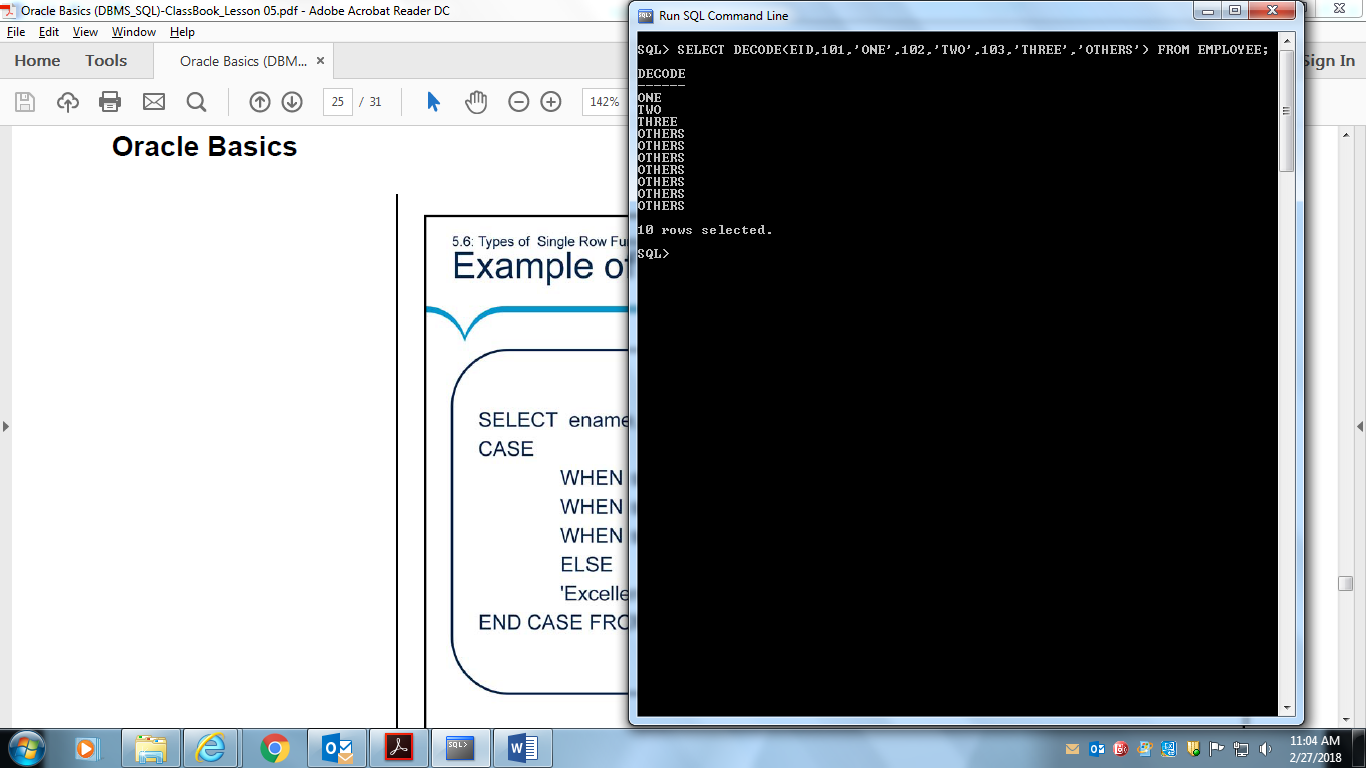 Oracle Basics (DBMS_SQL)-ClassBook_Lesson 05.pdf - Adobe Acrobat Reader DC
File Edit View Window Help
Home Tools Oracle Basics (DBM... × Sign In
25 / 31 142%
Oracle Basics
5.6: Types of Single Row Fu
Example of
SELECT ename
CASE
WHEN
WHEN
WHEN
ELSE
'Excelle
END CASE FRO
Run SQL Command Line
SQL> SELECT DECODE(EID,101,'ONE',102,'TWO',103,'THREE','OTHERS') FROM EMPLOYEE;
DECODE
------
ONE
TWO
THREE
OTHERS
OTHERS
OTHERS
OTHERS
OTHERS
OTHERS
OTHERS
10 rows selected.
SQL>
11:04 AM
2/27/2018